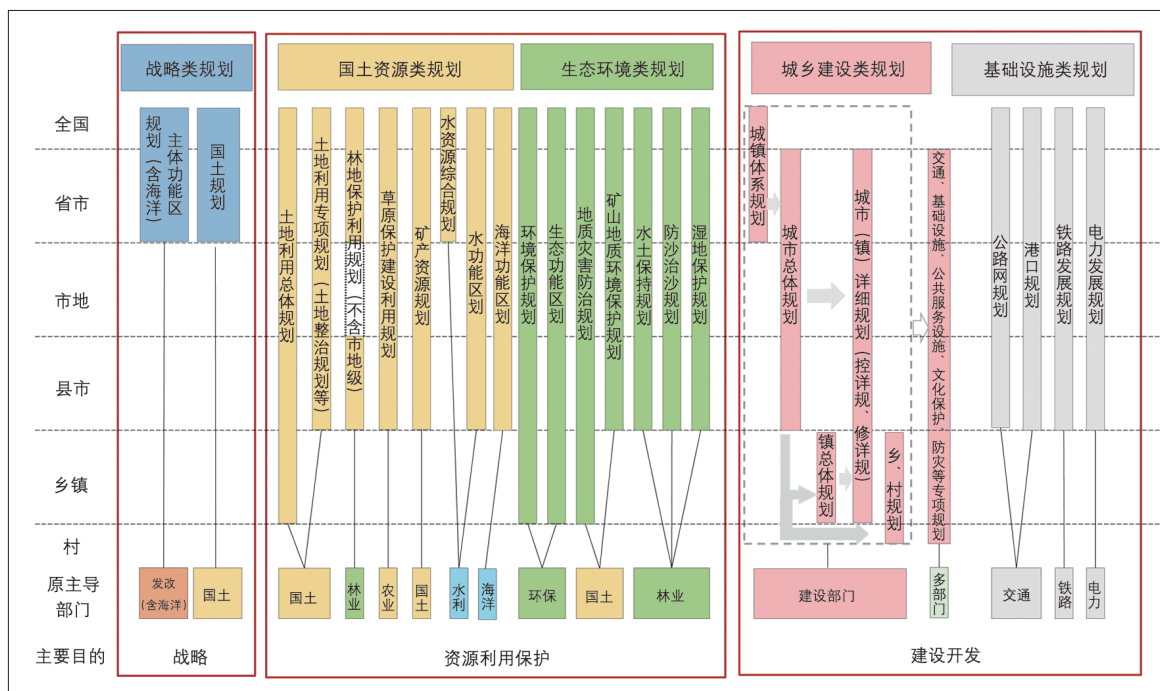 战略类规划
国土资源类规划
生态环境类规划
城乡建设类规划
基础设施类规划
全国
省市
市地
县市
乡镇
村
原主导
部门
主要目的
主体功能区
规划（含海洋）
国土规划
土地利用总体规划
土地利用专项规划（土地整治规划等）
林地保护利用规划（不含市地级）
草原保护建设利用规划
矿产资源规划
水资源综合规划
水功能区划
海洋功能区划
环境保护规划
生态功能区划
地质灾害防治规划
矿山地质环境保护规划
水土保持规划
防沙治沙规划
湿地保护规划
城镇体系规划
城市总体规划
镇总体规划
城市（镇）详细规划（控详规、修详规）
乡、村规划
交通、基础设施、公共服务设施、文化保护、防灾等专项规划
公路网规划
港口规划
铁路发展规划
电力发展规划
发改
(含海洋)
国土
国土
林业
农业
国土
水利
海洋
环保
国土
林业
建设部门
多部门
交通
铁路
电力
战略
资源利用保护
建设开发